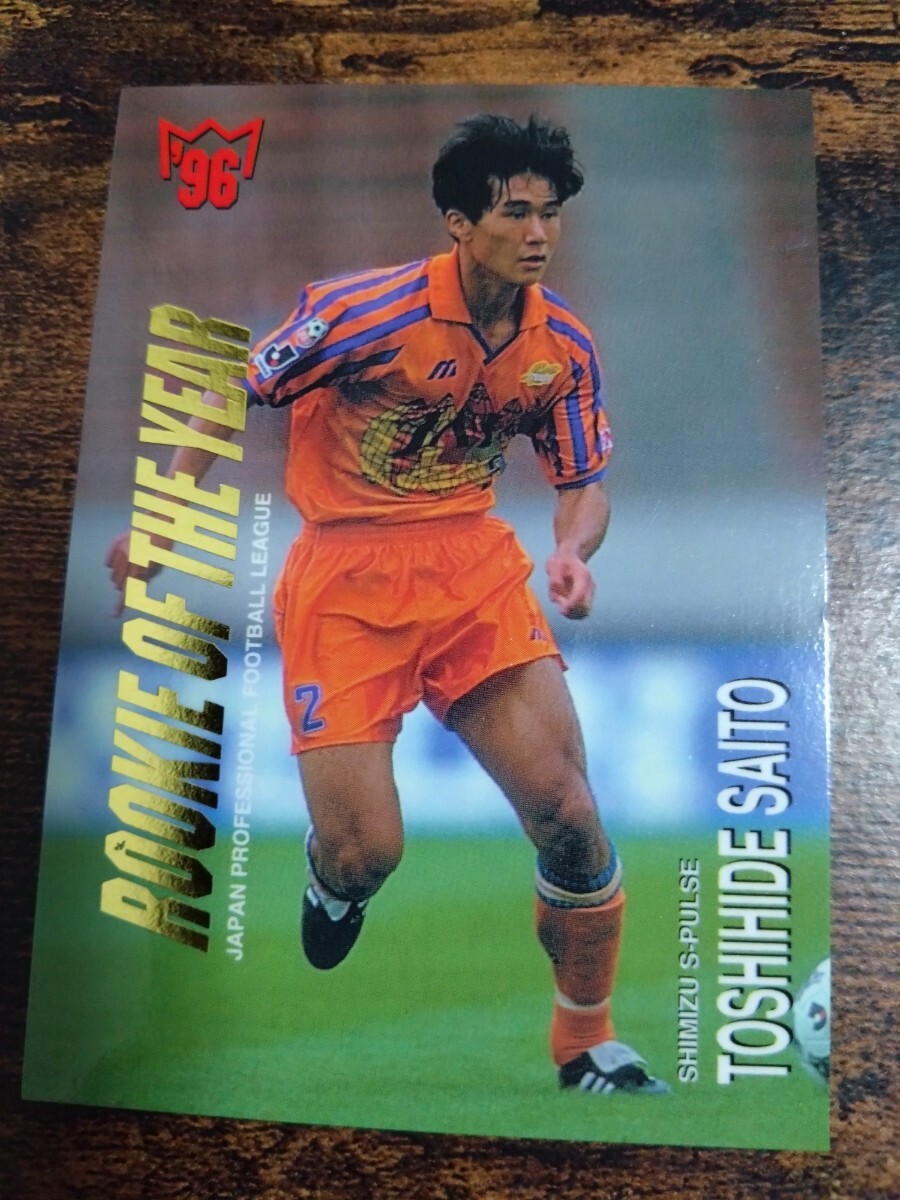 '96
ROOKIE OF THE YEAR
JAPAN PROFESSIONAL FOOTBALL LEAGUE
2
SHIMIZU S-PULSE
TOSHIHIDE SAITO